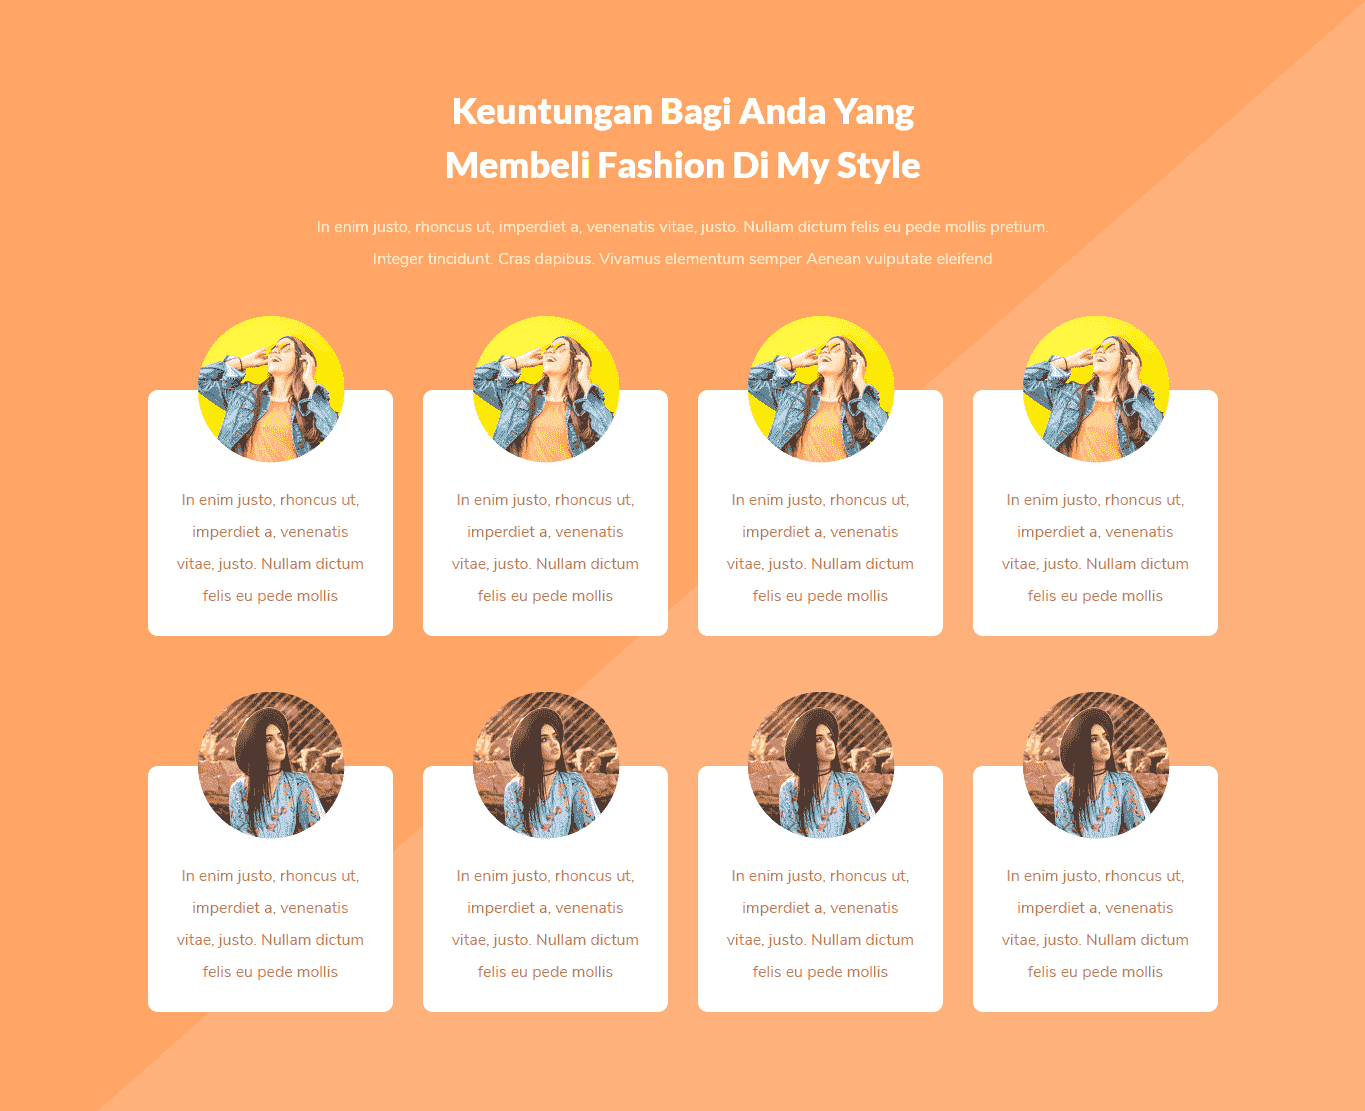 Keuntungan Bagi Anda Yang
Membeli Fashion Di My Style
In enim justo, rhoncus ut, imperdiet a, venenatis vitae, justo. Nullam dictum felis eu pede mollis pretium.
Integer tincidunt. Cras dapibus. Vivamus elementum semper Aenean vulputate eleifend
In enim justo, rhoncus ut,
imperdiet a, venenatis
vitae, justo. Nullam dictum
felis eu pede mollis
In enim justo, rhoncus ut,
imperdiet a, venenatis
vitae, justo. Nullam dictum
felis eu pede mollis
In enim justo, rhoncus ut,
imperdiet a, venenatis
vitae, justo. Nullam dictum
felis eu pede mollis
In enim justo, rhoncus ut,
imperdiet a, venenatis
vitae, justo. Nullam dictum
felis eu pede mollis
In enim justo, rhoncus ut,
imperdiet a, venenatis
vitae, justo. Nullam dictum
felis eu pede mollis
In enim justo, rhoncus ut,
imperdiet a, venenatis
vitae, justo. Nullam dictum
felis eu pede mollis
In enim justo, rhoncus ut,
imperdiet a, venenatis
vitae, justo. Nullam dictum
felis eu pede mollis
In enim justo, rhoncus ut,
imperdiet a, venenatis
vitae, justo. Nullam dictum
felis eu pede mollis